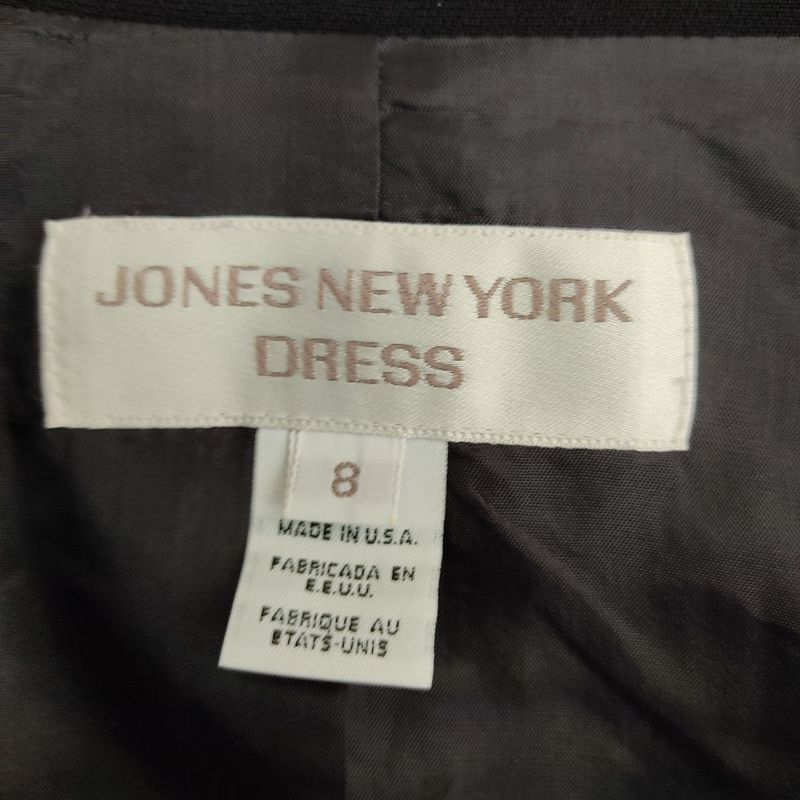 JONES NEW YORK
DRESS
8
MADE IN U.S.A.
FABRICADA EN
E.E.U.U.
FABRIQUE AU
ETATS-UNIS